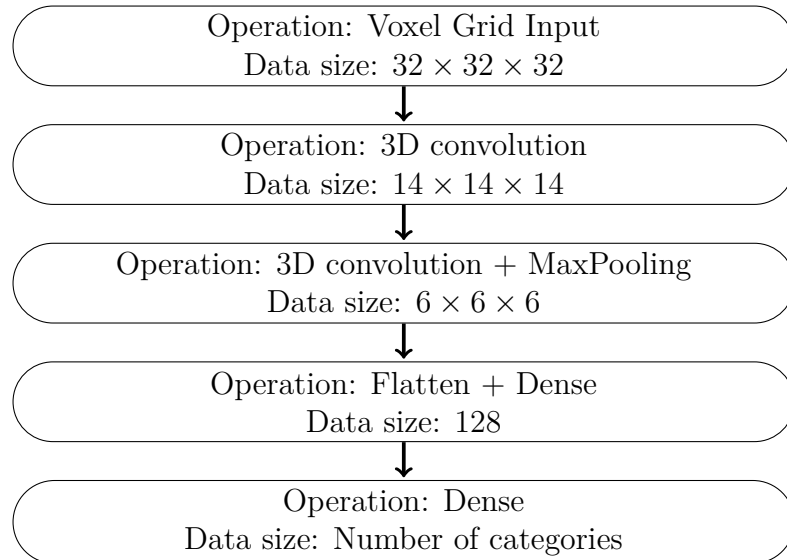 Operation: Voxel Grid Input
Data size: 32 × 32 × 32
Operation: 3D convolution
Data size: 14 × 14 × 14
Operation: 3D convolution + MaxPooling
Data size: 6 × 6 × 6
Operation: Flatten + Dense
Data size: 128
Operation: Dense
Data size: Number of categories